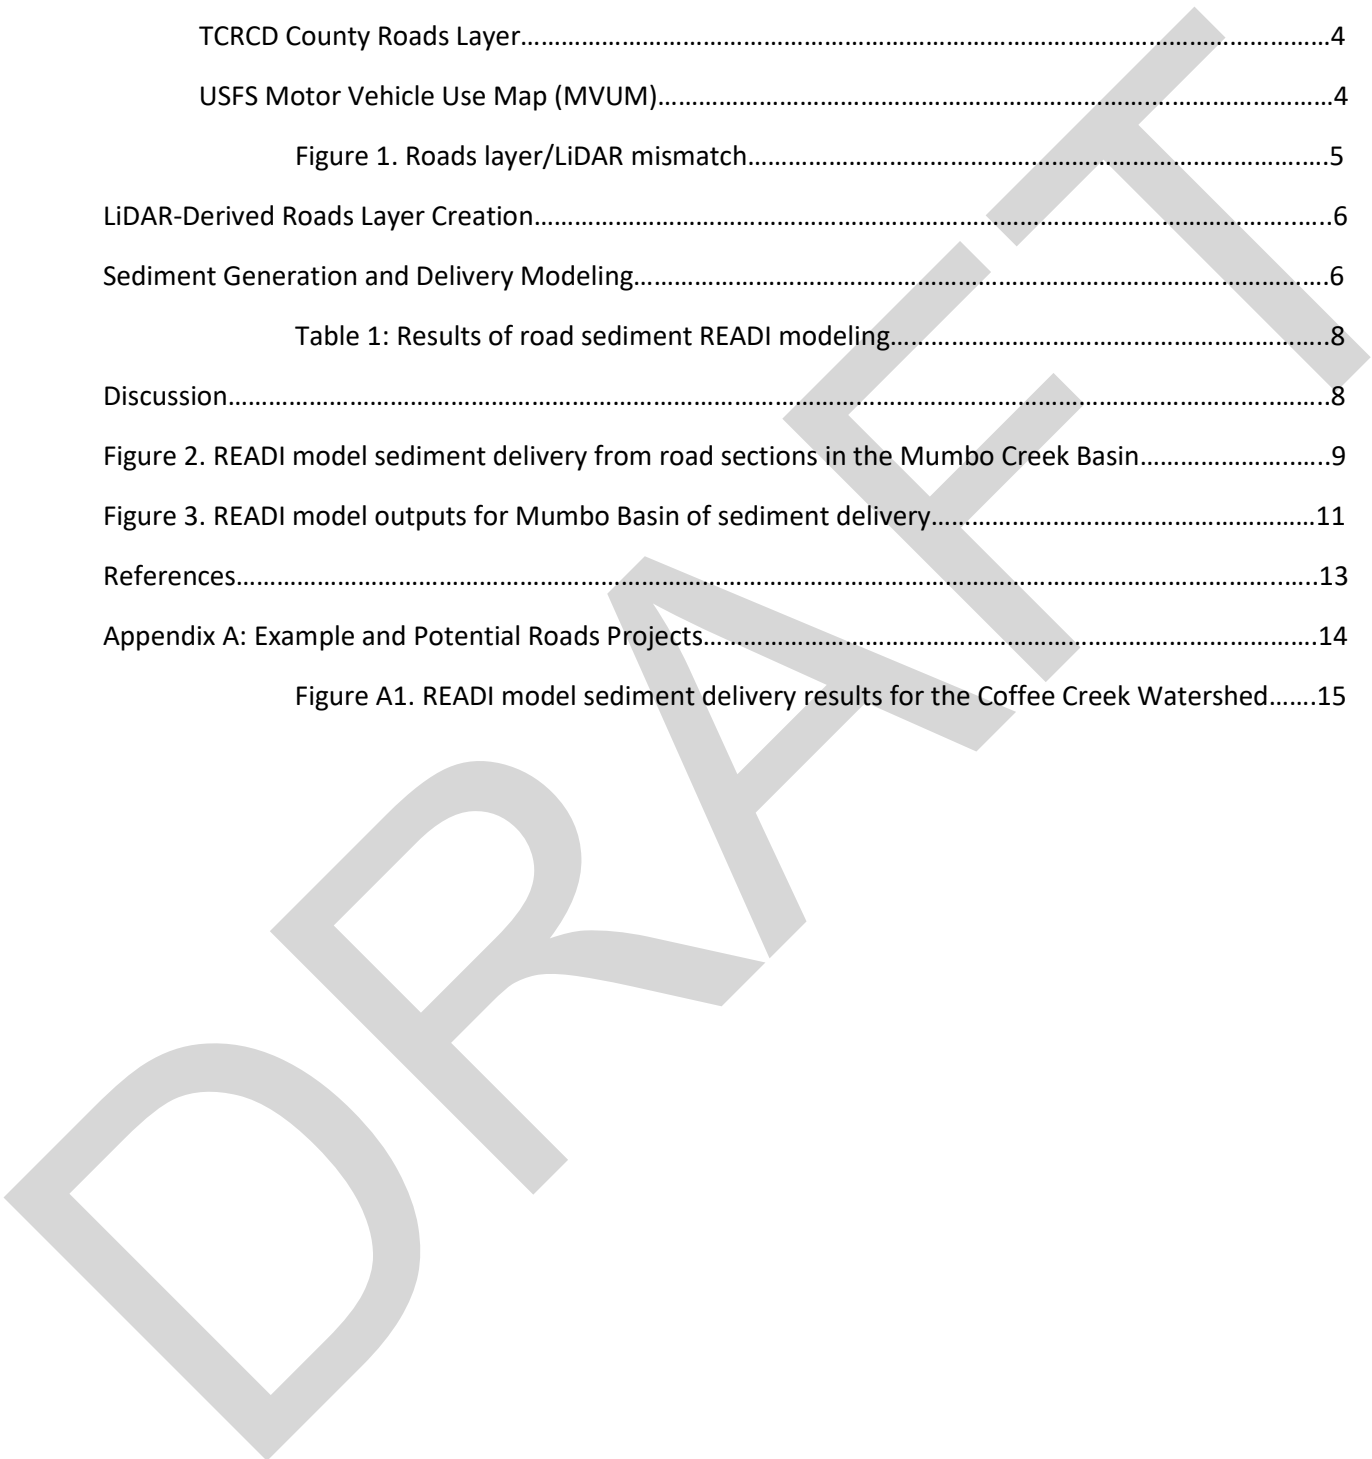 TCRCD County Roads Layer……………………………………………………………………………………………………4
USFS Motor Vehicle Use Map (MVUM)……………………………………………………………………………………4
Figure 1. Roads layer/LiDAR mismatch……………………………………………………………………….5
LiDAR-Derived Roads Layer Creation…………………………………………………………………………………..6
Sediment Generation and Delivery Modeling……………………………………………………………………….6
Table 1: Results of road sediment READI modeling…………………………………………………….8
Discussion……………………………………………………………………………………………………………………8
Figure 2. READI model sediment delivery from road sections in the Mumbo Creek Basin……………….…..9
Figure 3. READI model outputs for Mumbo Basin of sediment delivery……………………………………………11
References…………………………………………………………………………………………………………………..….13
Appendix A: Example and Potential Roads Projects………………………………………………………………….14
Figure A1. READI model sediment delivery results for the Coffee Creek Watershed…….15
DRAFT